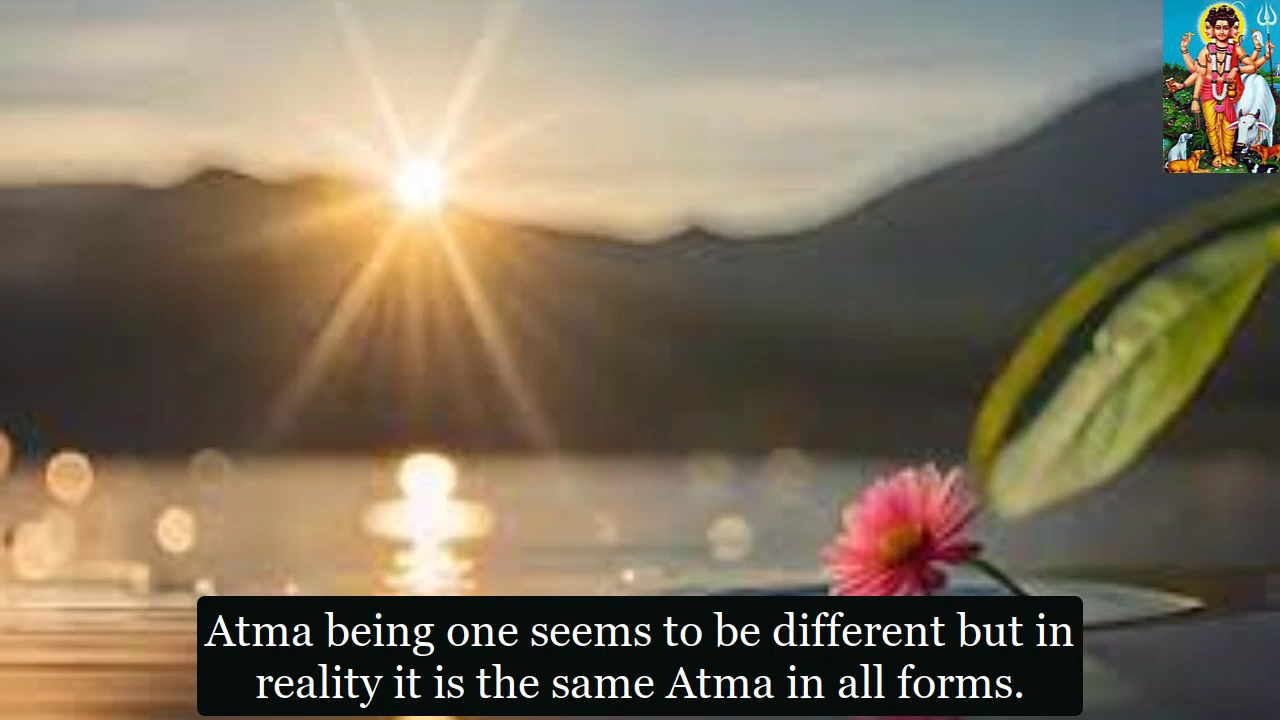 Atma being one seems to be different but in
reality it is the same Atma in all forms.